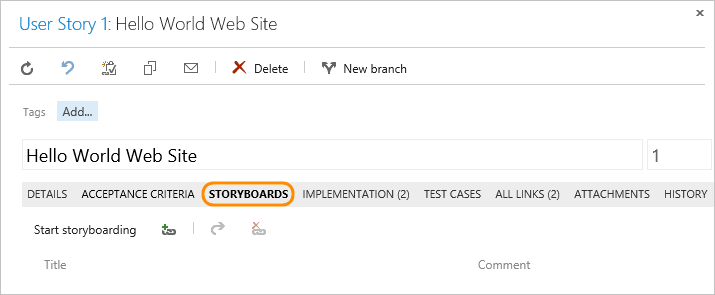 User Story 1: Hello World Web Site
Delete New branch
Tags Add...
Hello World Web Site 1
DETAILS ACCEPTANCE CRITERIA STORYBOARDS IMPLEMENTATION (2) TEST CASES ALL LINKS (2) ATTACHMENTS HISTORY
Start storyboarding
Title Comment